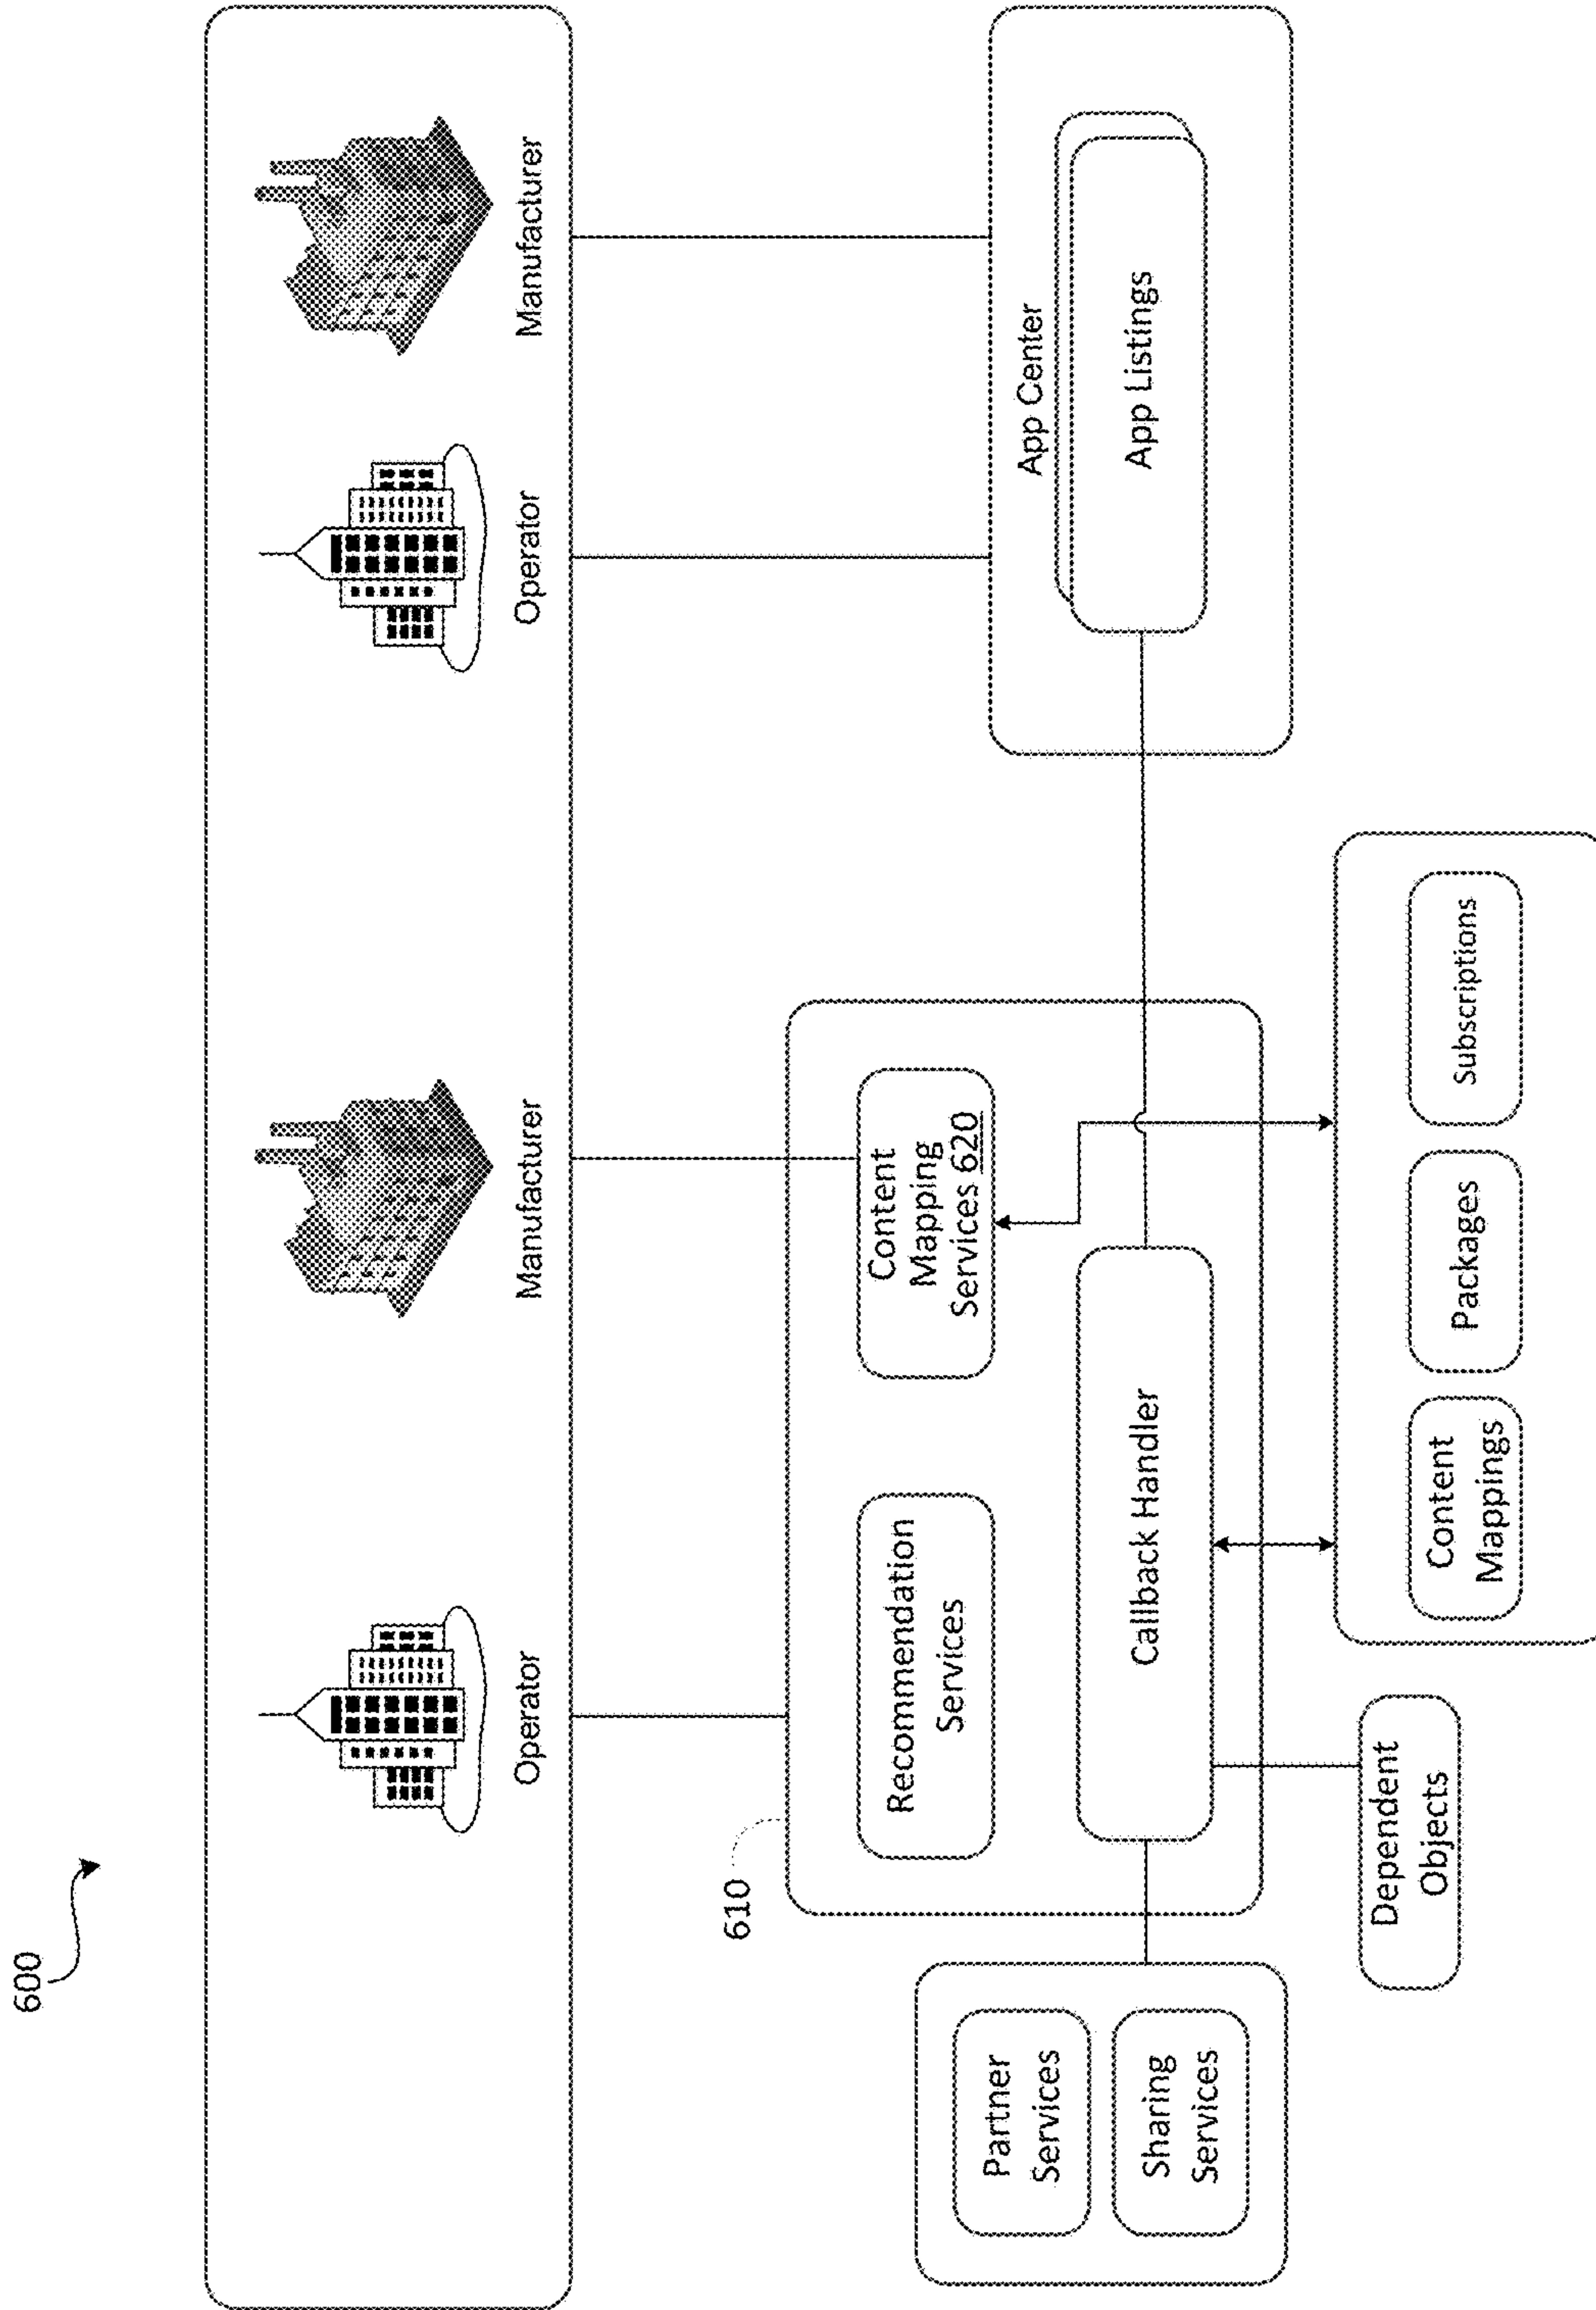 600
Operator
Manufacturer
Operator
Manufacturer
610
Recommendation
Services
Content
Mapping
Services 620
App Center
App Listings
Partner
Services
Sharing
Services
Callback Handler
Dependent
Objects
Content
Mappings
Packages
Subscriptions